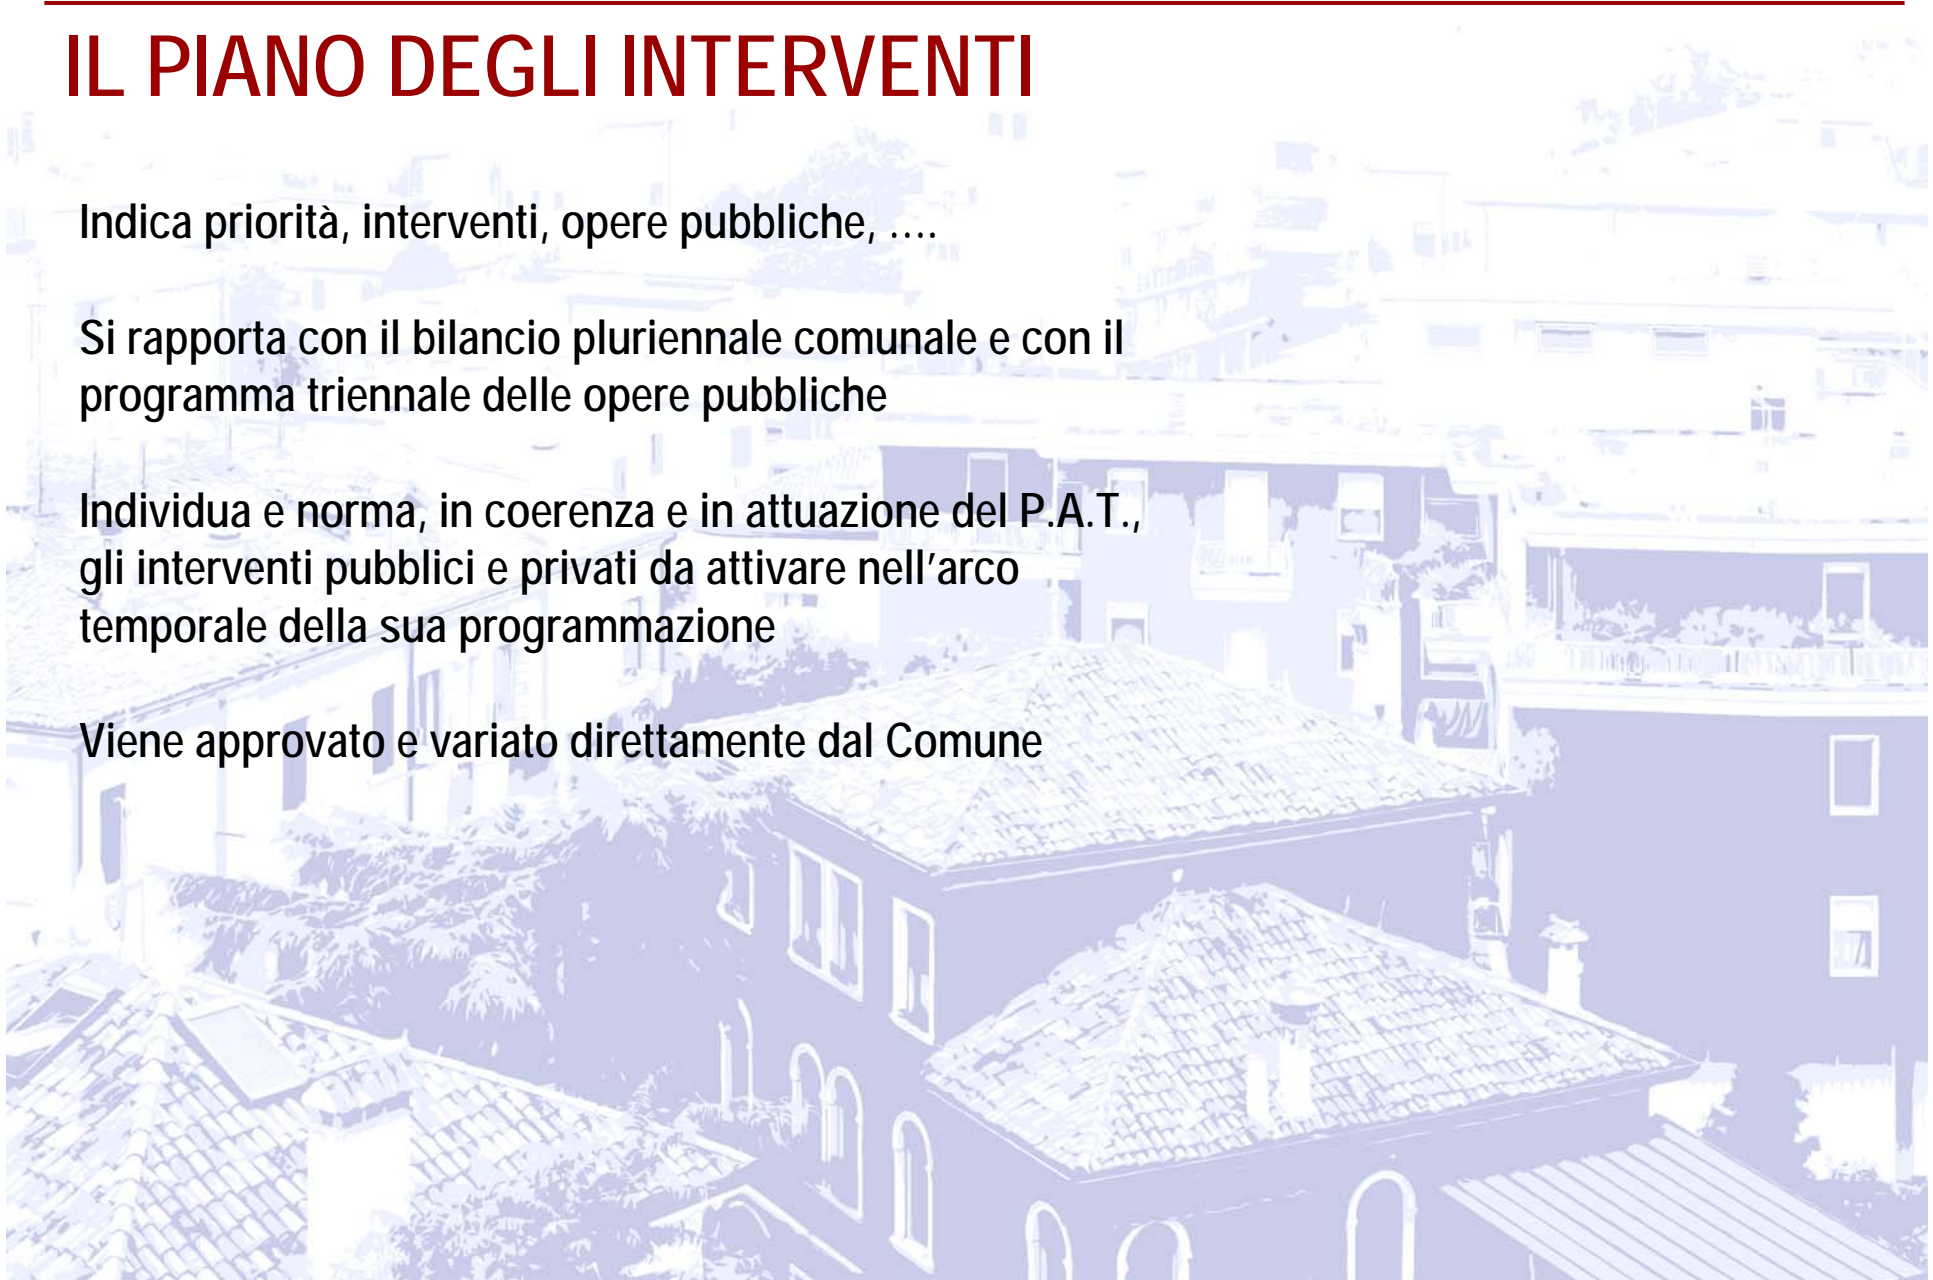 IL PIANO DEGLI INTERVENTI
Indica priorità, interventi, opere pubbliche, ….
Si rapporta con il bilancio pluriennale comunale e con il
programma triennale delle opere pubbliche
Individua e norma, in coerenza e in attuazione del P.A.T.,
gli interventi pubblici e privati da attivare nell’arco
temporale della sua programmazione
Viene approvato e variato direttamente dal Comune